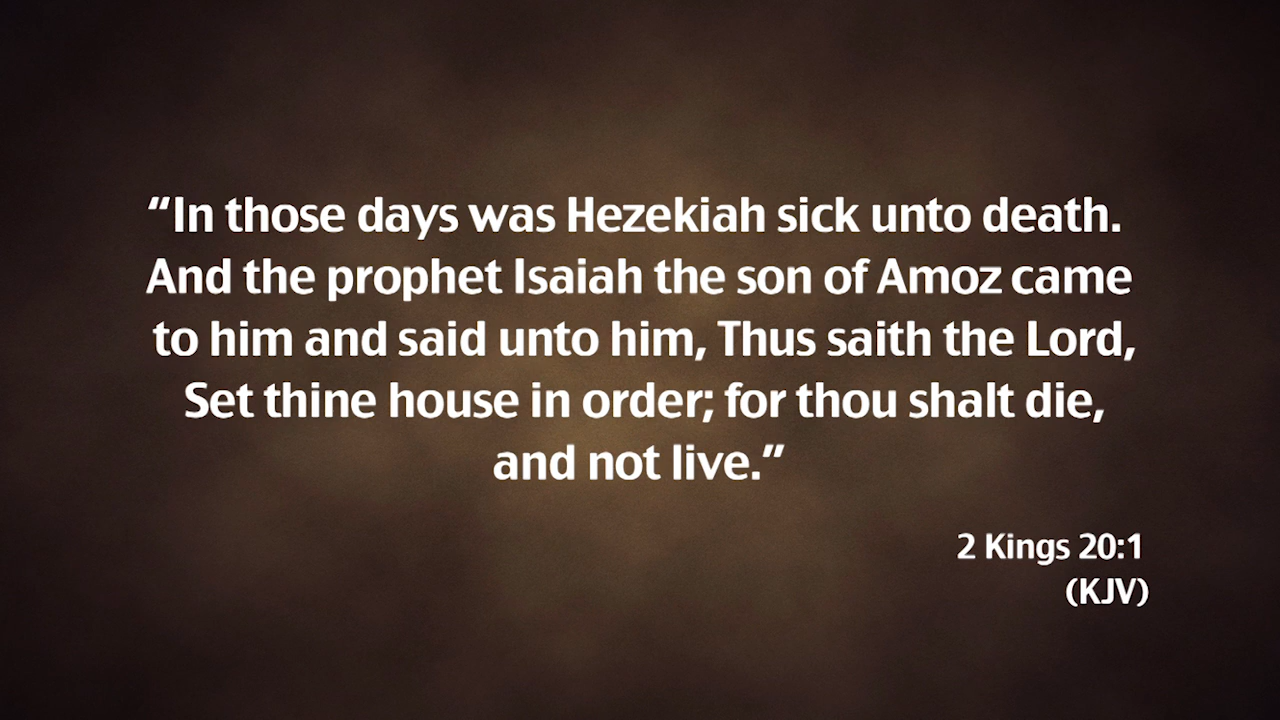 “In those days was Hezekiah sick unto death.
And the prophet Isaiah the son of Amoz came
to him and said unto him, Thus saith the Lord,
Set thine house in order; for thou shalt die,
and not live.”
2 Kings 20:1
(KJV)